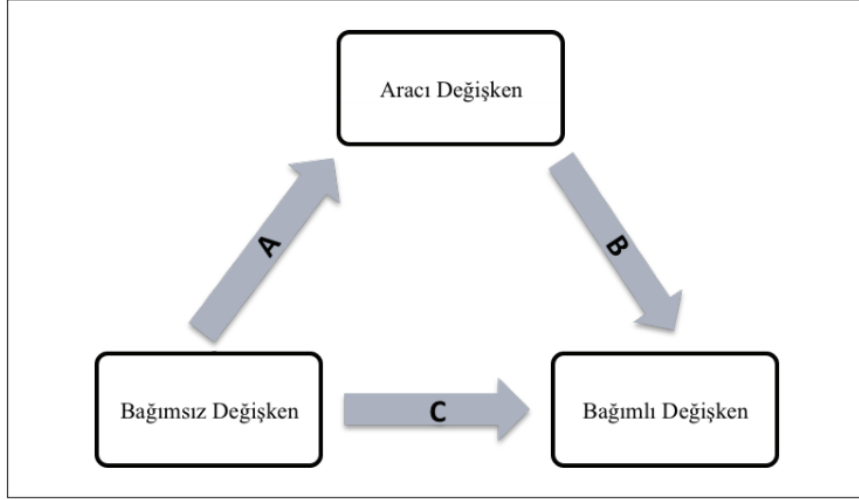 Aracı Değişken
A
B
Bağımsız Değişken
C
Bağımlı Değişken